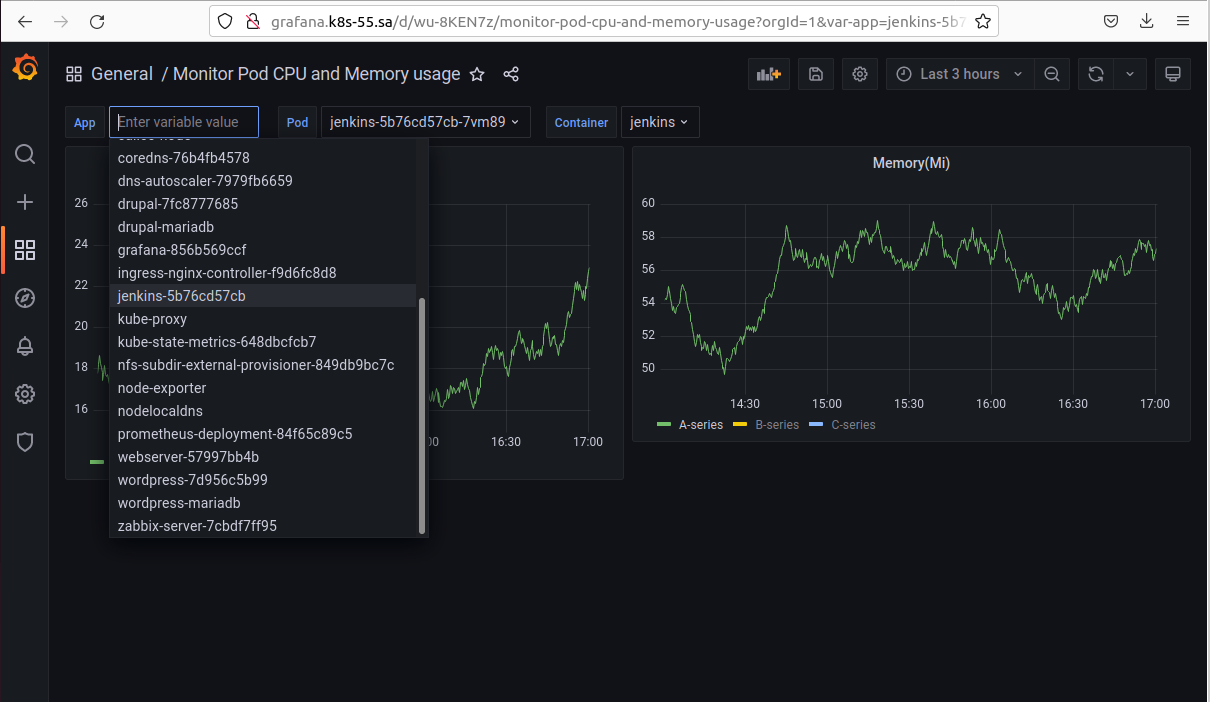 grafana.k8s-55.sa/d/wu-8KEN7z/monitor-pod-cpu-and-memory-usage?orgId=1&var-app=jenkins-5b7
General / Monitor Pod CPU and Memory usage
Last 3 hours
App
Enter variable value
Pod
jenkins-5b76cd57cb-7vm89
Container
jenkins
coredns-76b4fb4578
dns-autoscaler-7979fb6659
drupal-7fc8777685
drupal-mariadb
grafana-856b569ccf
ingress-nginx-controller-f9d6fc8d8
jenkins-5b76cd57cb
kube-proxy
kube-state-metrics-648dbcfcb7
nfs-subdir-external-provisioner-849db9bc7c
node-exporter
nodelocaldns
prometheus-deployment-84f65c89c5
webserver-57997bb4b
wordpress-7d956c5b99
wordpress-mariadb
zabbix-server-7cbdf7ff95
26
24
22
20
18
16
00
16:30
17:00
Memory(Mi)
60
58
56
54
52
50
14:30
15:00
15:30
16:00
16:30
17:00
A-series
B-series
C-series